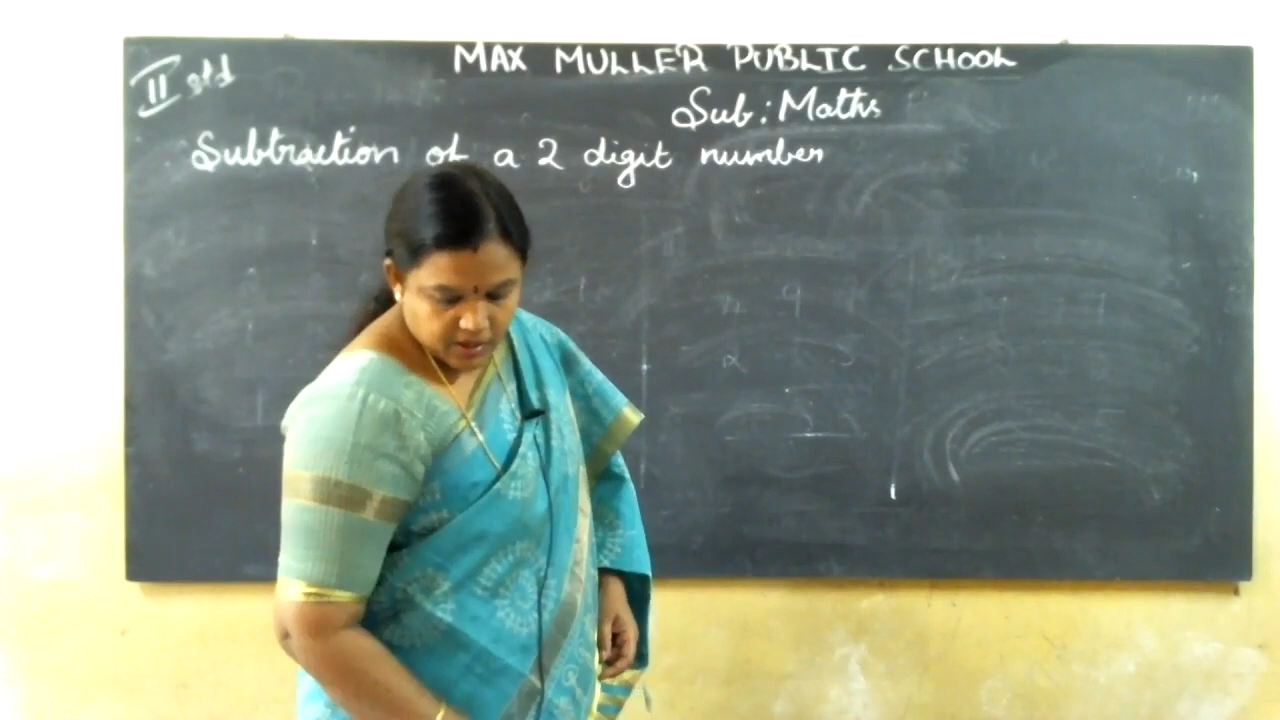 II std
MAX MULLER PUBLIC SCHOOL
Sub: Maths
Subtraction of a 2 digit number